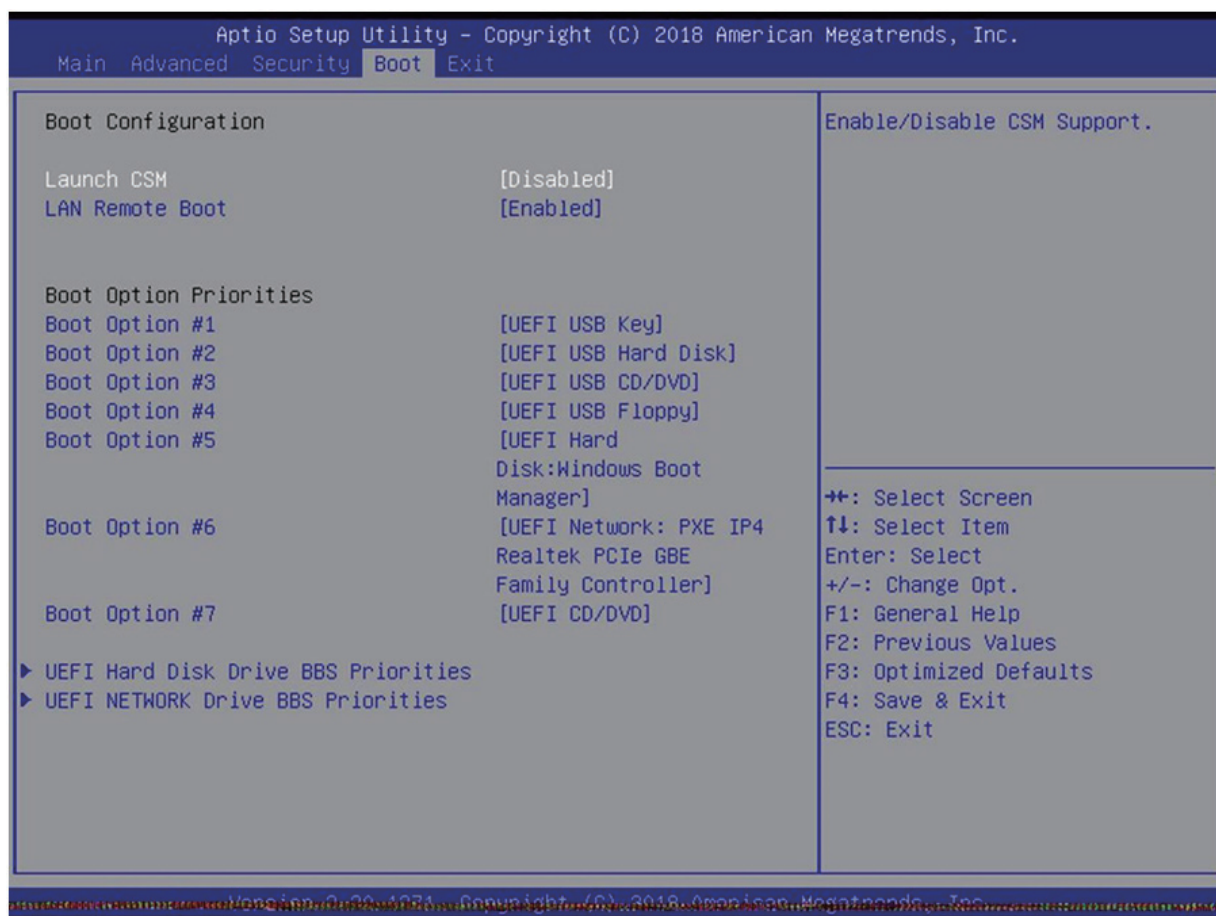 Aptio Setup Utility – Copyright (C) 2018 American Megatrends, Inc.
Main Advanced Security Boot Exit
Boot Configuration
Launch CSM [Disabled]
LAN Remote Boot [Enabled]
Boot Option Priorities
Boot Option #1 [UEFI USB Key]
Boot Option #2 [UEFI USB Hard Disk]
Boot Option #3 [UEFI USB CD/DVD]
Boot Option #4 [UEFI USB Floppy]
Boot Option #5 [UEFI Hard
Disk:Windows Boot
Manager]
Boot Option #6 [UEFI Network: PXE IP4
Realtek PCIe GBE
Family Controller]
Boot Option #7 [UEFI CD/DVD]
▶ UEFI Hard Disk Drive BBS Priorities
▶ UEFI NETWORK Drive BBS Priorities
Enable/Disable CSM Support.
→←: Select Screen
↑↓: Select Item
Enter: Select
+/-: Change Opt.
F1: General Help
F2: Previous Values
F3: Optimized Defaults
F4: Save & Exit
ESC: Exit
Version Copyright (C) 2018 American Megatrends, Inc.